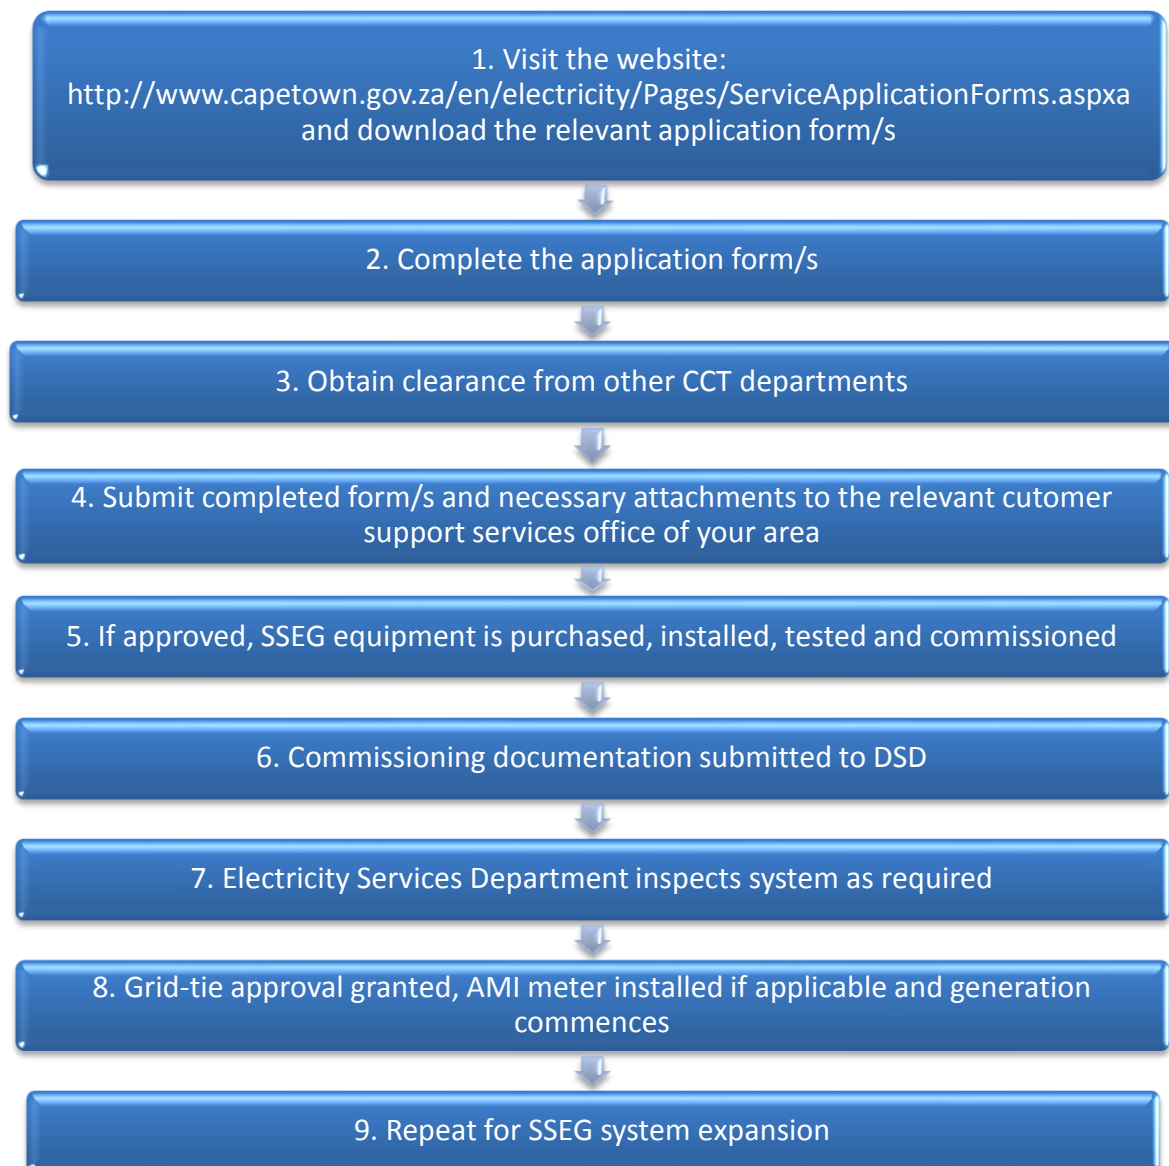 1. Visit the website:
http://www.capetown.gov.za/en/electricity/Pages/ServiceApplicationForms.aspxa
and download the relevant application form/s
2. Complete the application form/s
3. Obtain clearance from other CCT departments
4. Submit completed form/s and necessary attachments to the relevant cutomer
support services office of your area
5. If approved, SSEG equipment is purchased, installed, tested and commissioned
6. Commissioning documentation submitted to DSD
7. Electricity Services Department inspects system as required
8. Grid-tie approval granted, AMI meter installed if applicable and generation
commences
9. Repeat for SSEG system expansion